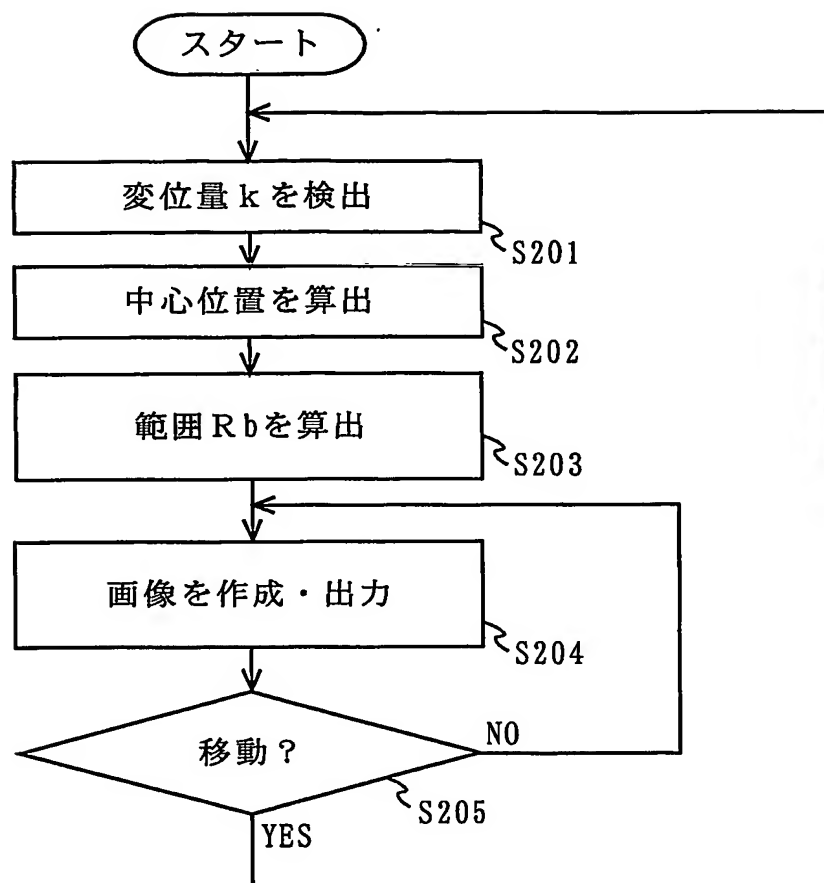 スタート
変位量kを検出
S201
中心位置を算出
S202
範囲Rbを算出
S203
画像を作成・出力
S204
移動?
NO
S205
YES